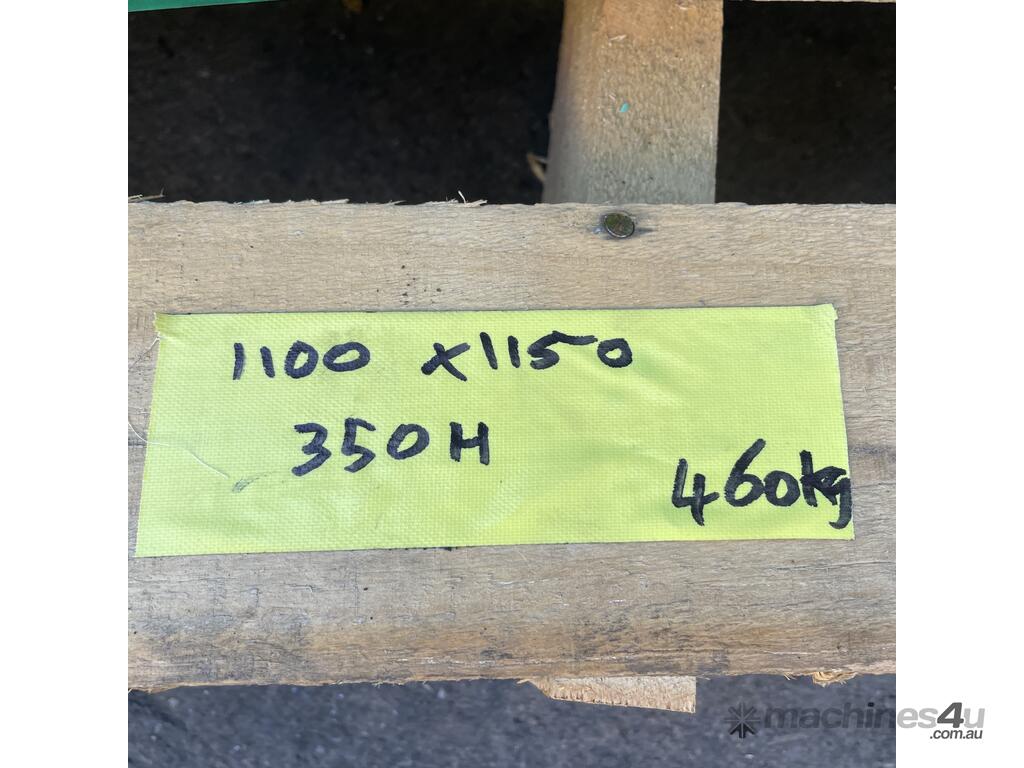 1100 x1150
350H
460kg
machines4u
.com.au